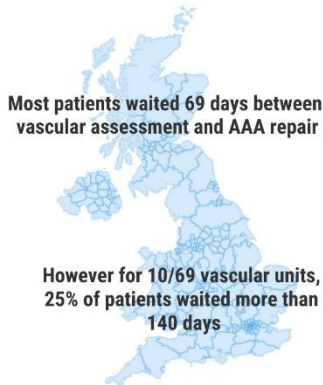 Most patients waited 69 days between
vascular assessment and AAA repair
However for 10/69 vascular units,
25% of patients waited more than
140 days